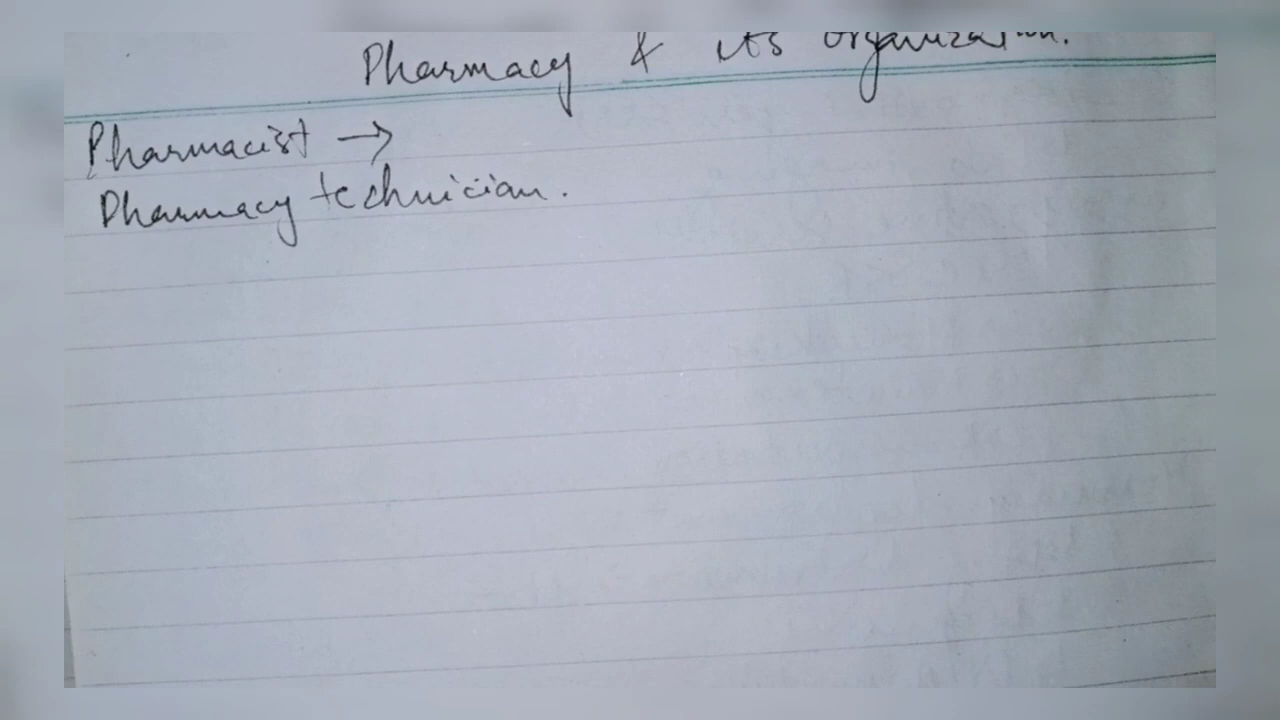 Pharmacy & its organization.
Pharmacist →
Pharmacy technician.